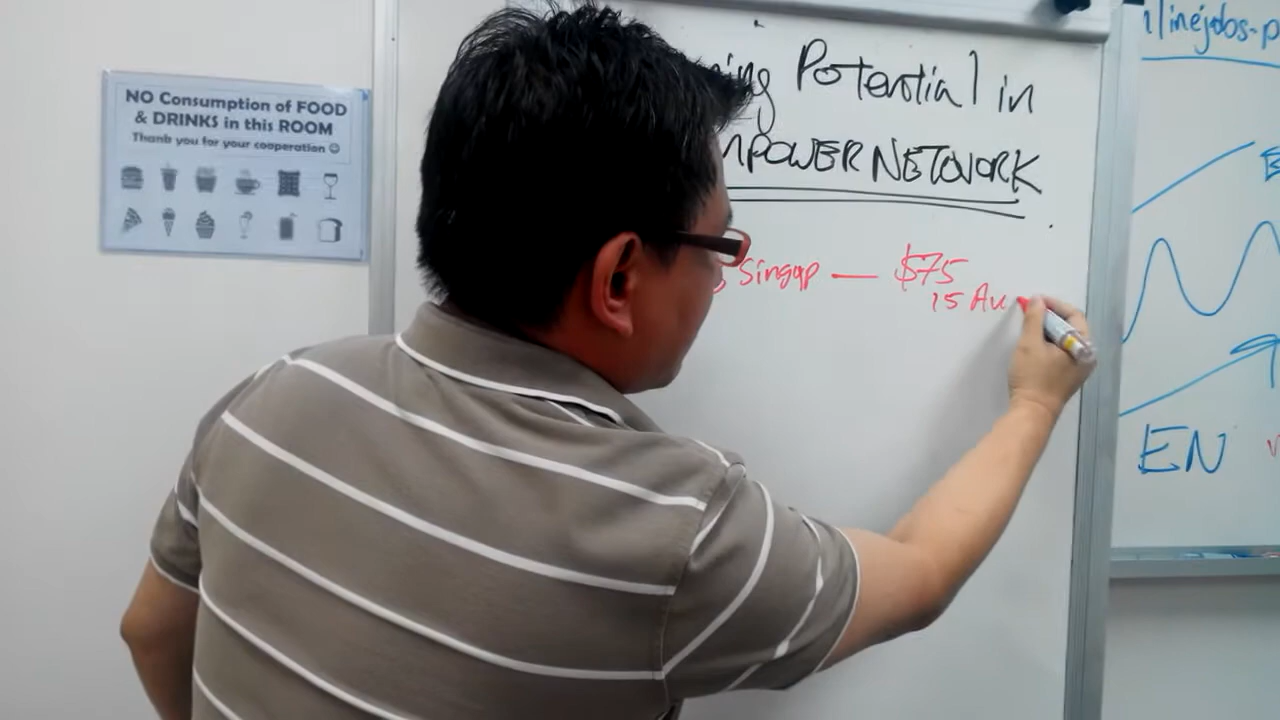 NO Consumption of FOOD
& DRINKS in this ROOM
Thank you for your cooperation ☺
Potential in
NETWORK
Singap — $75
15 Au
EN